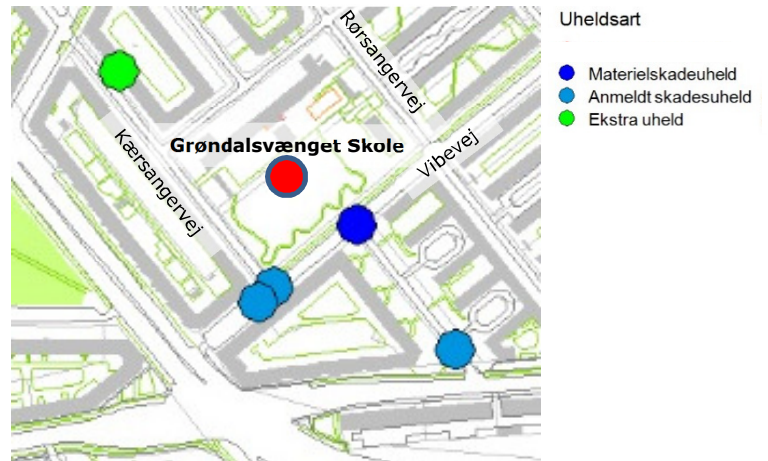 Rørsangervej
Kærsangervej
Grøndalsvænget Skole
Vibevej
Uheldsart
Materielskadeuheld
Anmeldt skadesuheld
Ekstra uheld